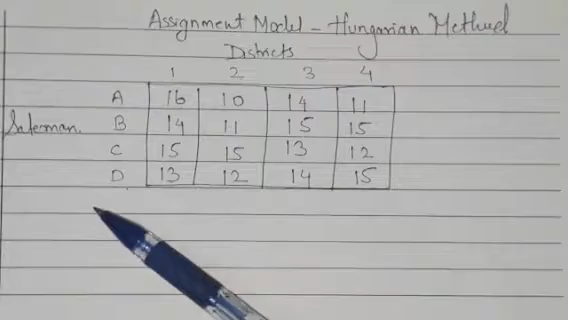 Assignment Model - Hungarian Method
Districts
1 2 3 4
A 16 10 14 11
Salesman. B 14 11 15 15
C 15 15 13 12
D 13 12 14 15